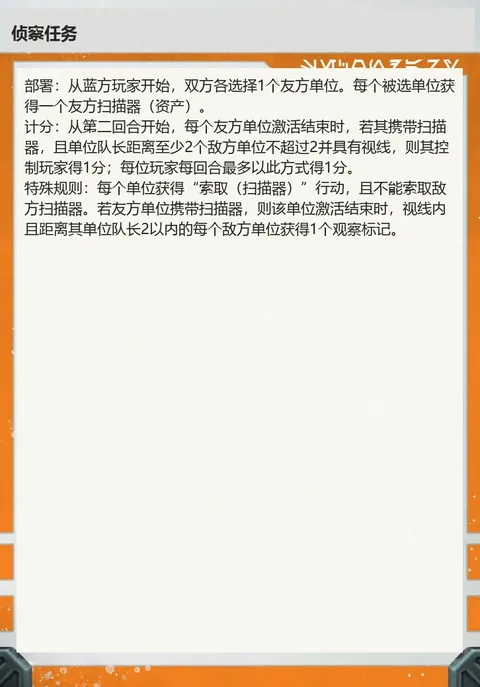 侦察任务
部署：从蓝方玩家开始，双方各选择1个友方单位。每个被选单位获
得一个友方扫描器（资产）。
计分：从第二回合开始，每个友方单位激活结束时，若其携带扫描
器，且单位队长距离至少2个敌方单位不超过2并具有视线，则其控
制玩家得1分；每位玩家每回合最多以此方式得1分。
特殊规则：每个单位获得“索取（扫描器）”行动，且不能索取敌
方扫描器。若友方单位携带扫描器，则该单位激活结束时，视线内
且距离其单位队长2以内的每个敌方单位获得1个观察标记。